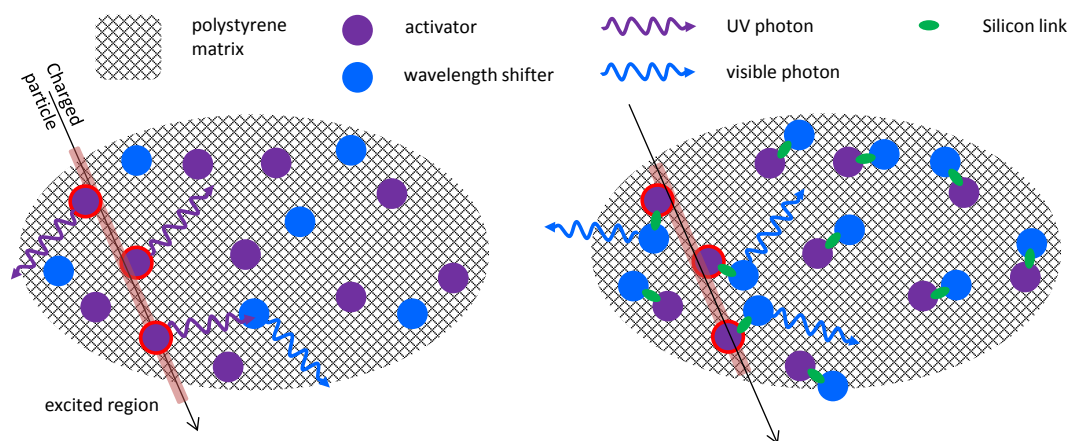 polystyrene
matrix
activator
wavelength shifter
UV photon
visible photon
Silicon link
Charged
particle
excited region